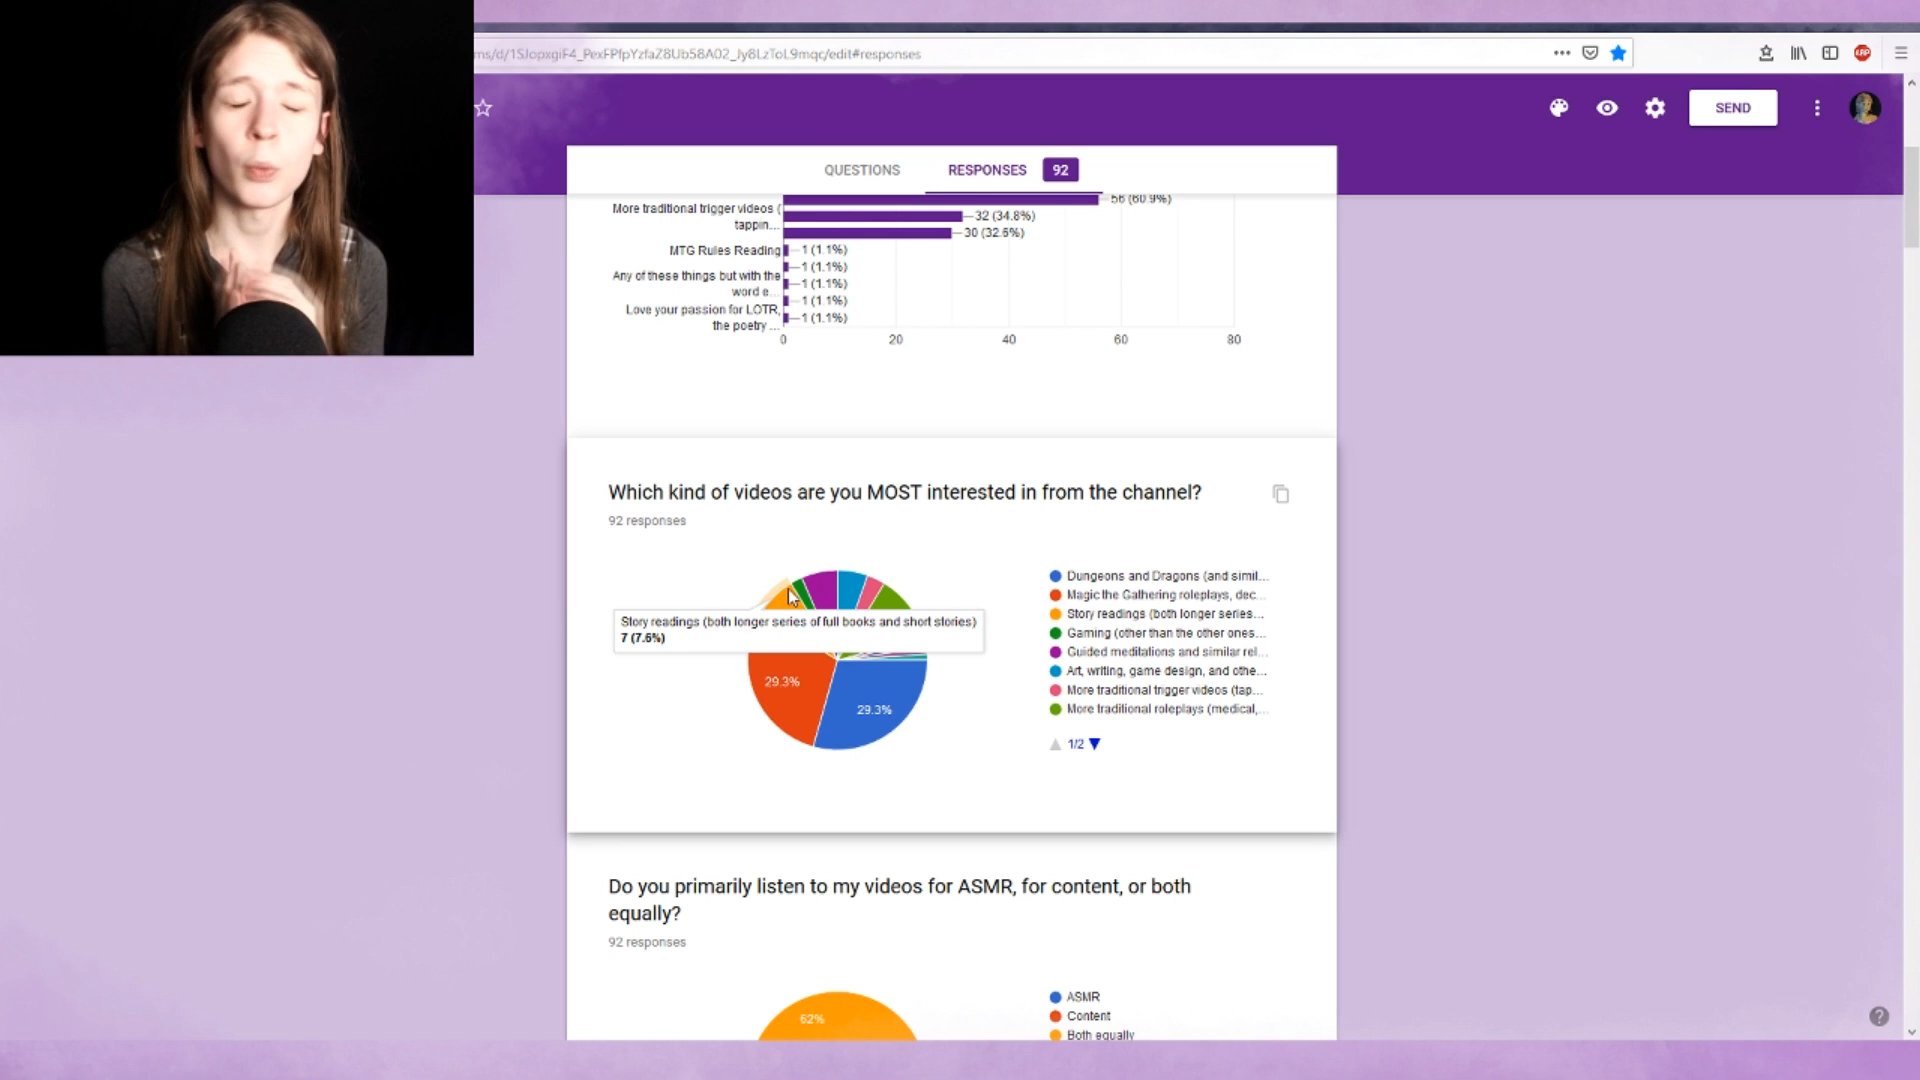 ms/d/1SJopxgiF4_PexFPfpYzfaZ8Ub58A02_Jy8LzToL9mqc/edit#responses
SEND
QUESTIONS
RESPONSES 92
56 (60.9%)
More traditional trigger videos (
tappin...
32 (34.8%)
30 (32.6%)
MTG Rules Reading
1 (1.1%)
1 (1.1%)
Any of these things but with the
word e...
1 (1.1%)
1 (1.1%)
Love your passion for LOTR,
the poetry ...
1 (1.1%)
0 20 40 60 80
Which kind of videos are you MOST interested in from the channel?
92 responses
Story readings (both longer series of full books and short stories)
7 (7.6%)
29.3%
29.3%
Dungeons and Dragons (and simil...
Magic the Gathering roleplays, dec...
Story readings (both longer series...
Gaming (other than the other ones...
Guided meditations and similar rel...
Art, writing, game design, and othe...
More traditional trigger videos (tap...
More traditional roleplays (medical,...
1/2
Do you primarily listen to my videos for ASMR, for content, or both
equally?
92 responses
62%
ASMR
Content
Both equally